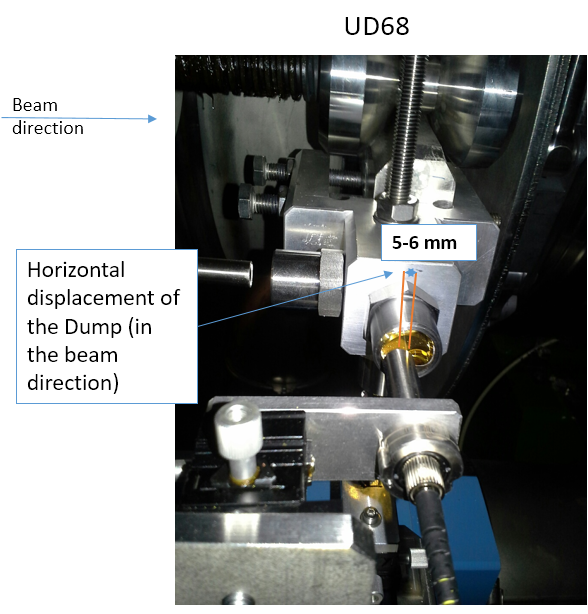 UD68
Beam
direction
5-6 mm
Horizontal
displacement of
the Dump (in
the beam
direction)